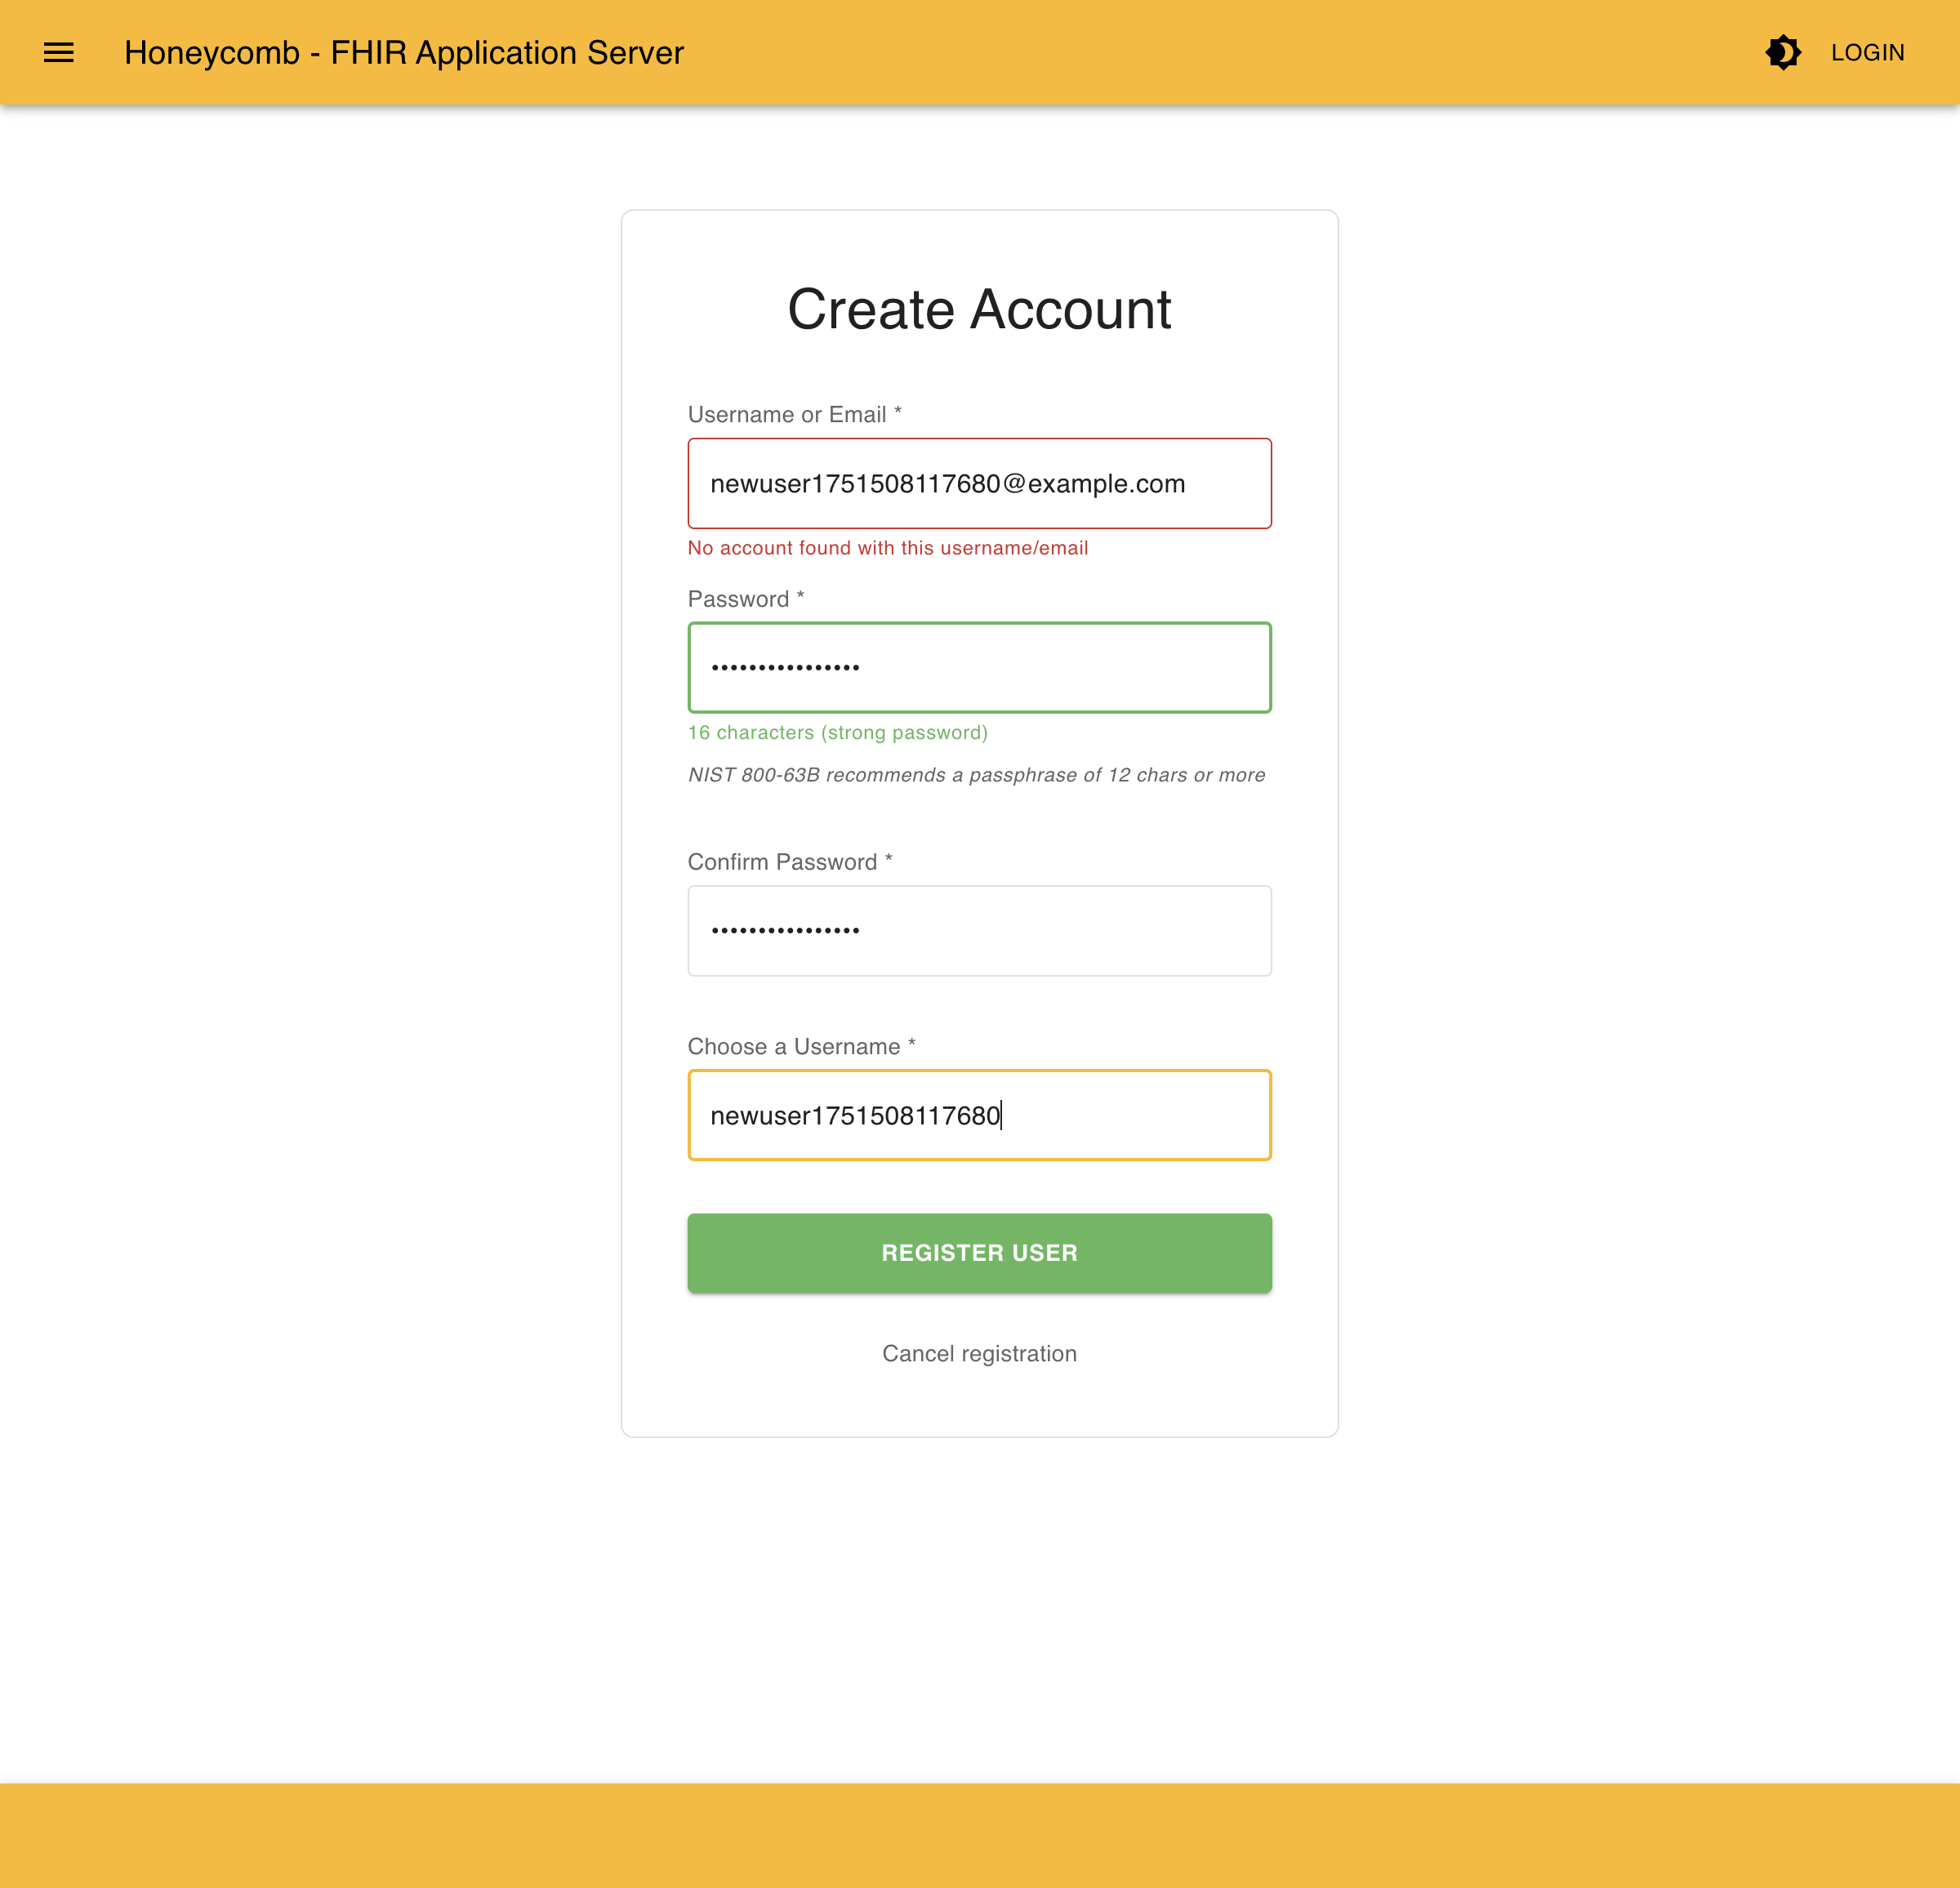 Honeycomb - FHIR Application Server
LOGIN
Create Account
Username or Email *
newuser1751508117680@example.com
No account found with this username/email
Password *
••••••••••••••••
16 characters (strong password)
NIST 800-63B recommends a passphrase of 12 chars or more
Confirm Password *
••••••••••••••••
Choose a Username *
newuser1751508117680
REGISTER USER
Cancel registration